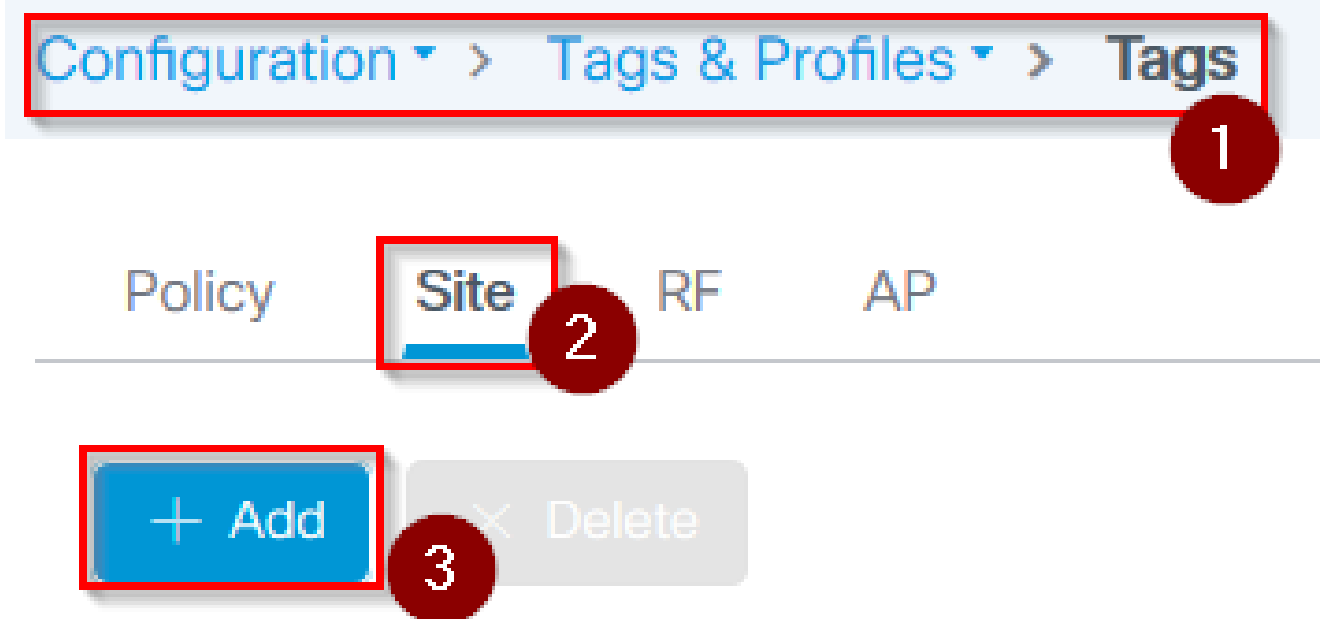 Configuration > Tags & Profiles > Tags
1
Policy Site RF AP
2
+ Add × Delete
3